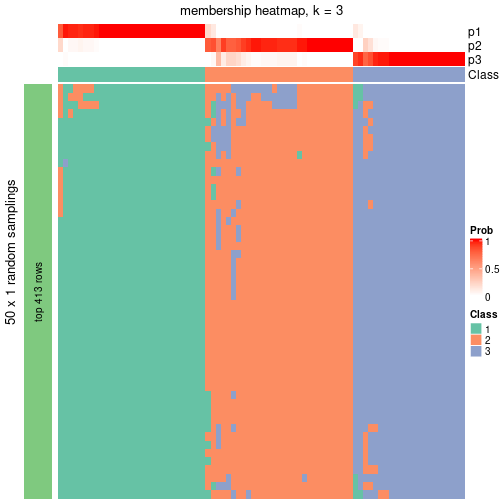 membership heatmap, k = 3
p1
p2
p3
Class
50 x 1 random samplings
top 413 rows
Prob
1
0.5
0
Class
1
2
3